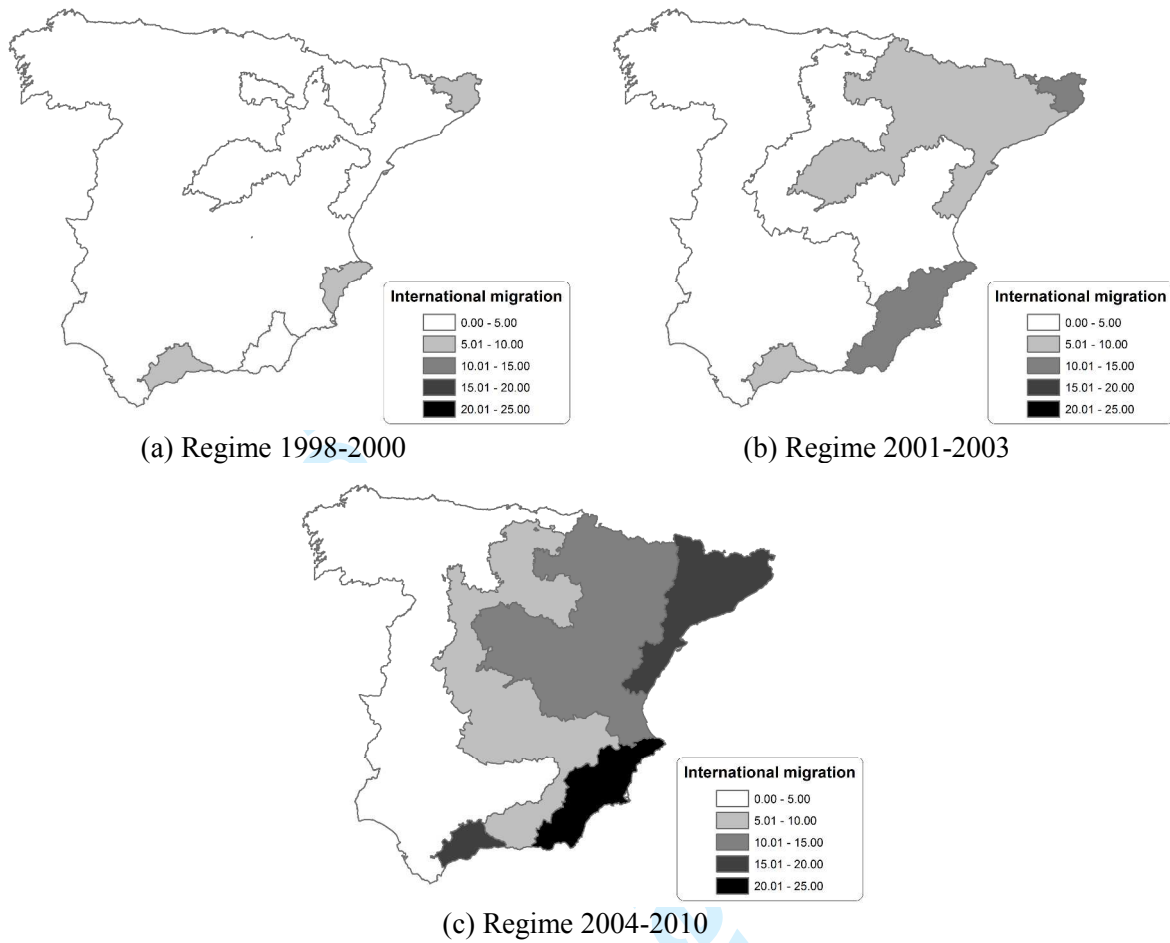 International migration
0.00 - 5.00
5.01 - 10.00
10.01 - 15.00
15.01 - 20.00
20.01 - 25.00
(a) Regime 1998-2000
International migration
0.00 - 5.00
5.01 - 10.00
10.01 - 15.00
15.01 - 20.00
20.01 - 25.00
(b) Regime 2001-2003
International migration
0.00 - 5.00
5.01 - 10.00
10.01 - 15.00
15.01 - 20.00
20.01 - 25.00
(c) Regime 2004-2010